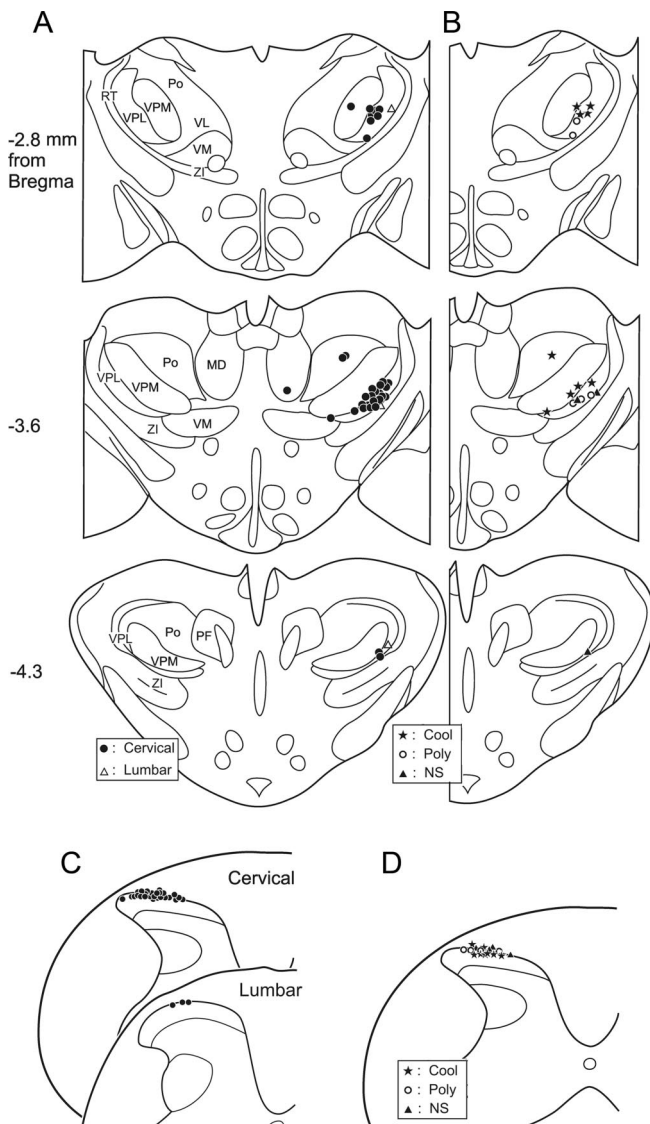 A
B
-2.8 mm
from
Bregma
RT
Po
VPM
VPL
VL
VM
ZI
-3.6
Po
MD
VPL
VPM
ZI
VM
-4.3
Po
PF
VPL
VPM
ZI
● : Cervical
△ : Lumbar
★ : Cool
○ : Poly
▲ : NS
C
D
Cervical
Lumbar
★ : Cool
○ : Poly
▲ : NS